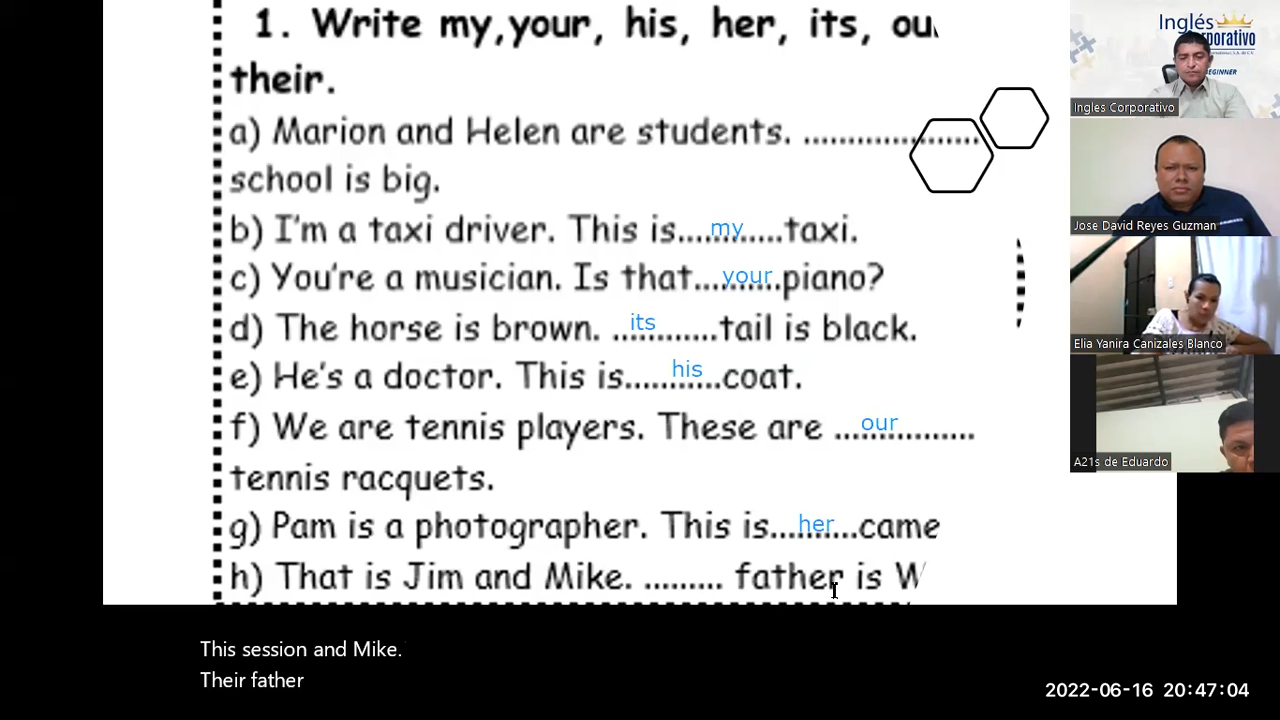 1. Write my,your, his, her, its, ou
their.
a) Marion and Helen are students. ........................
school is big.
b) I'm a taxi driver. This is....my....taxi.
c) You're a musician. Is that....your..piano?
d) The horse is brown. ..its........tail is black.
e) He's a doctor. This is......his...coat.
f) We are tennis players. These are ....our..........
tennis racquets.
g) Pam is a photographer. This is....her...came
h) That is Jim and Mike. ......... father is W
This session and Mike.
Their father
2022-06-16 20:47:04
Inglés
Corporativo
BEGINNER
Ingles Corporativo
Jose David Reyes Guzman
Elia Yanira Canizales Blanco
A21s de Eduardo